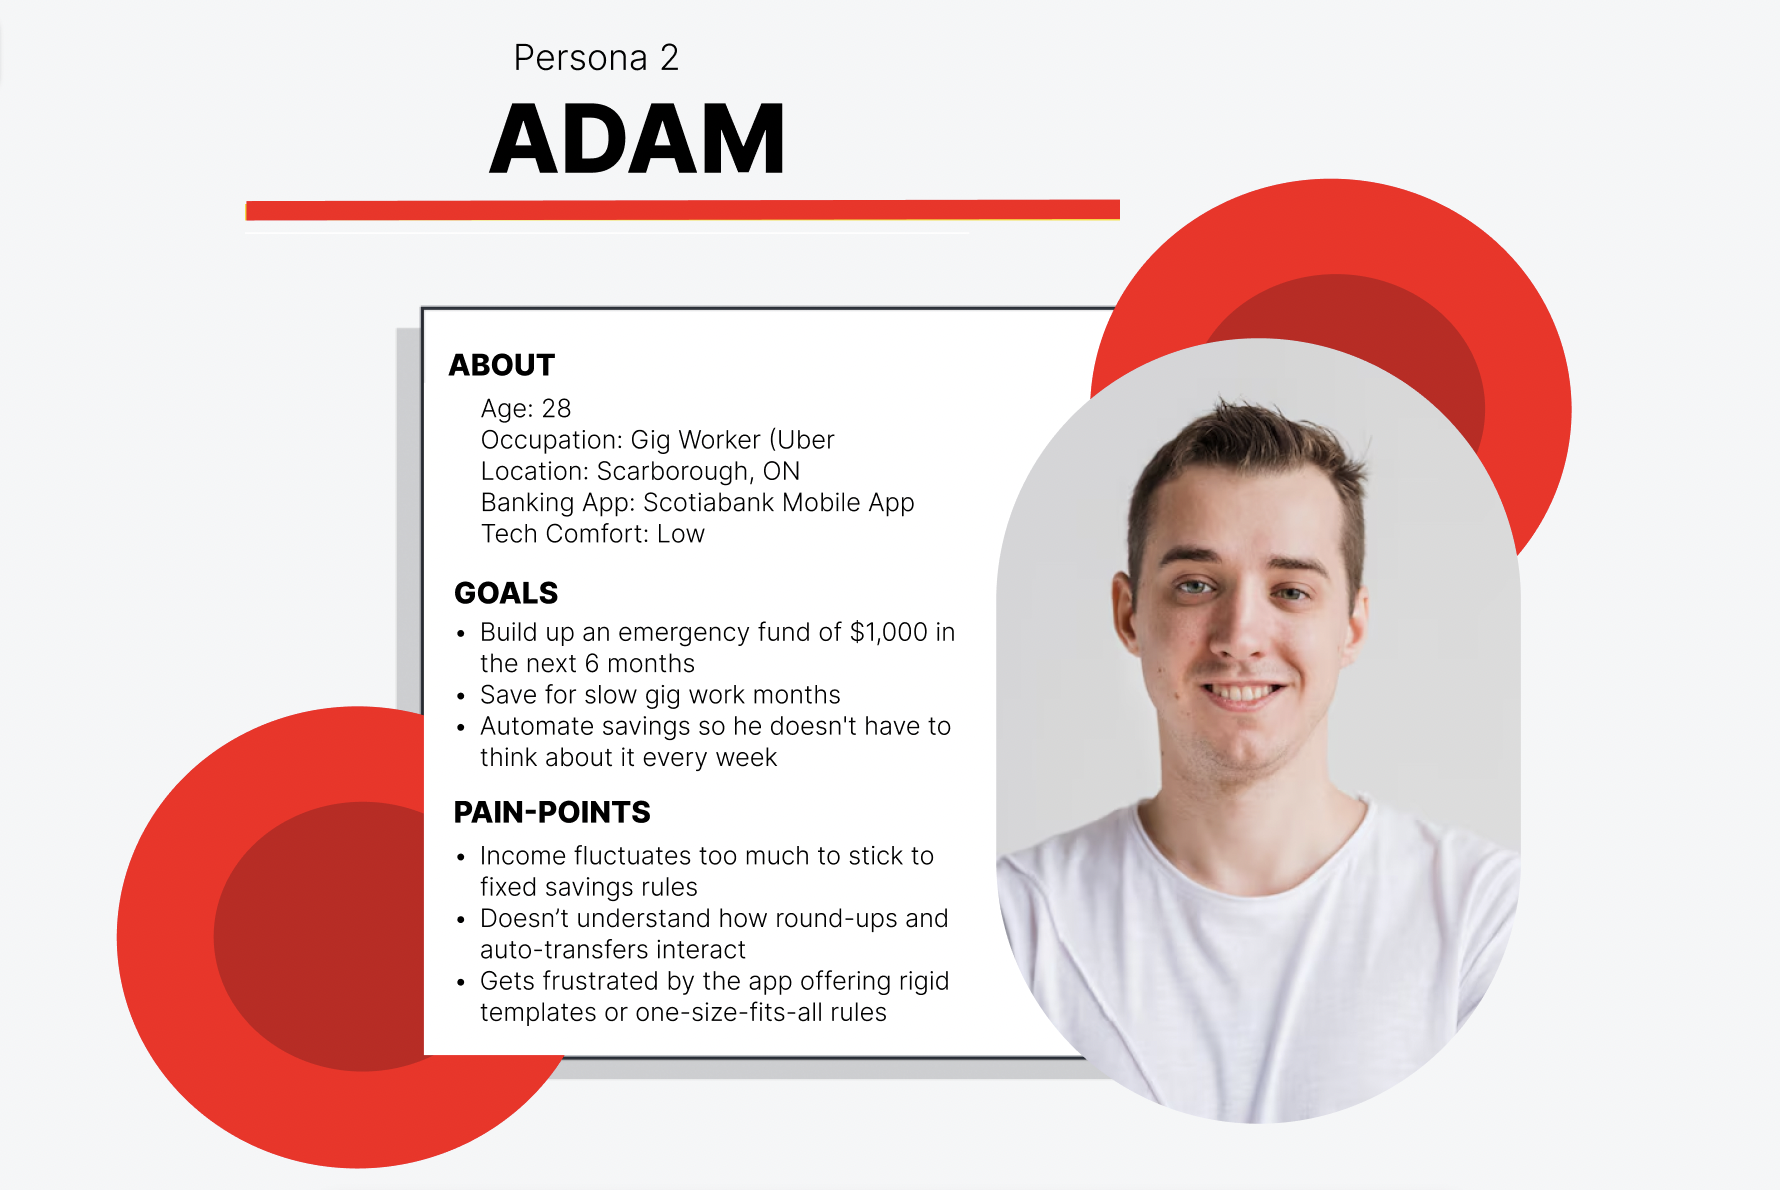 Persona 2
ADAM
ABOUT
Age: 28
Occupation: Gig Worker (Uber
Location: Scarborough, ON
Banking App: Scotiabank Mobile App
Tech Comfort: Low
GOALS
• Build up an emergency fund of $1,000 in
the next 6 months
• Save for slow gig work months
• Automate savings so he doesn't have to
think about it every week
PAIN-POINTS
• Income fluctuates too much to stick to
fixed savings rules
• Doesn’t understand how round-ups and
auto-transfers interact
• Gets frustrated by the app offering rigid
templates or one-size-fits-all rules